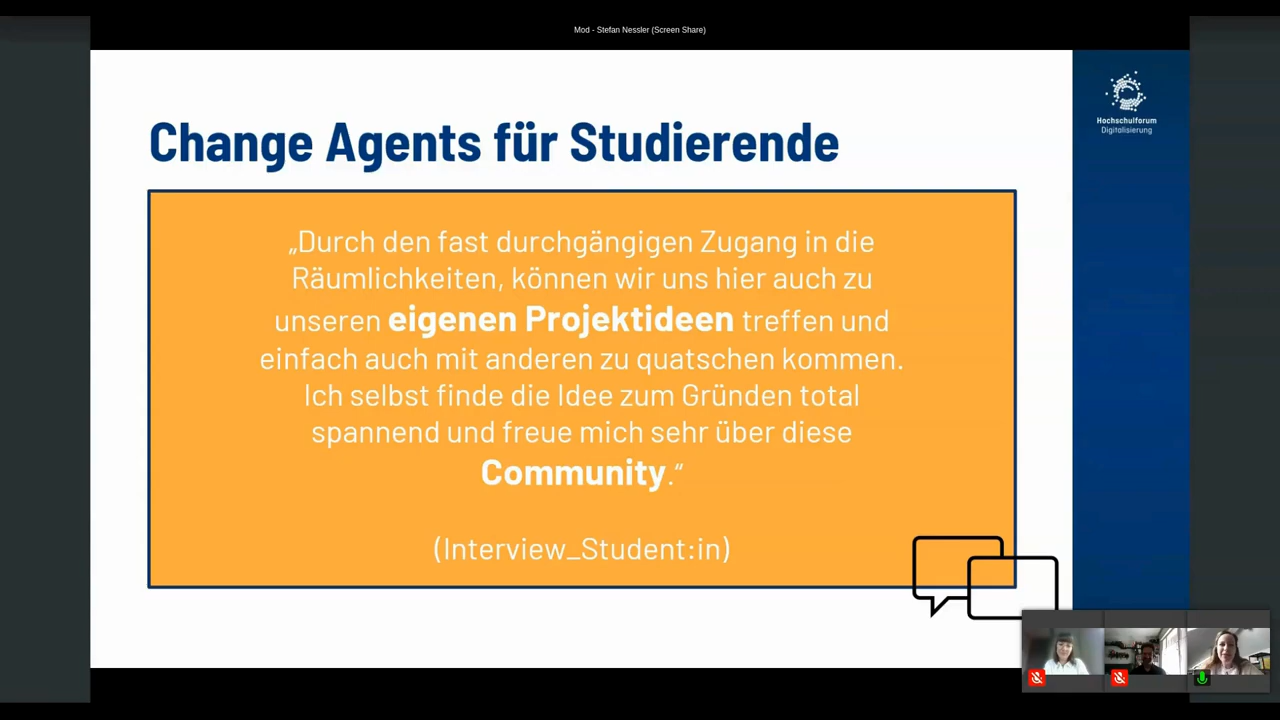 Mod - Stefan Nessler (Screen Share)
Hochschulforum
Digitalisierung
Change Agents für Studierende
„Durch den fast durchgängigen Zugang in die
Räumlichkeiten, können wir uns hier auch zu
unseren eigenen Projektideen treffen und
einfach auch mit anderen zu quatschen kommen.
Ich selbst finde die Idee zum Gründen total
spannend und freue mich sehr über diese
Community.“
(Interview_Student:in)